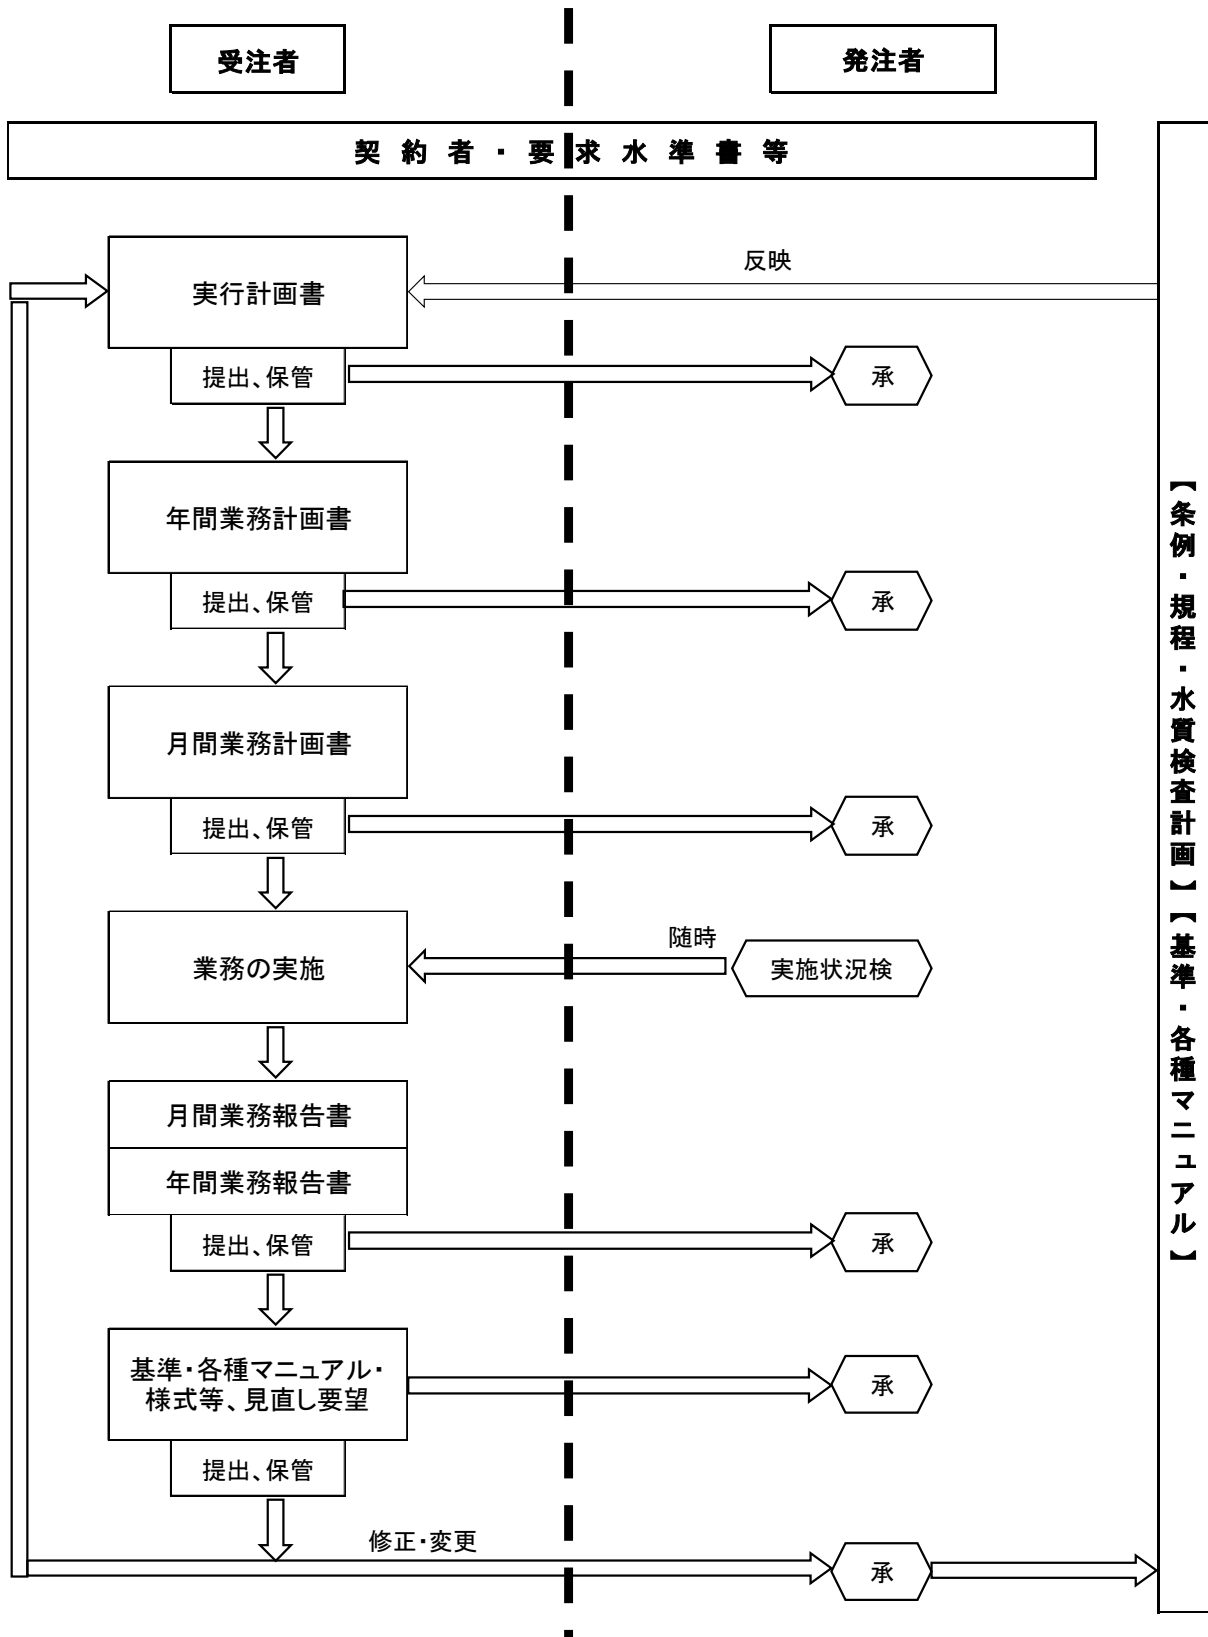 受注者
発注者
契約者・要求水準書等
反映
実行計画書
提出、保管
承
年間業務計画書
提出、保管
承
月間業務計画書
提出、保管
承
随時
業務の実施
実施状況検
月間業務報告書
年間業務報告書
提出、保管
承
基準・各種マニュアル・
様式等、見直し要望
承
提出、保管
修正・変更
承
【条例・規程・水質検査計画】【基準・各種マニュアル】